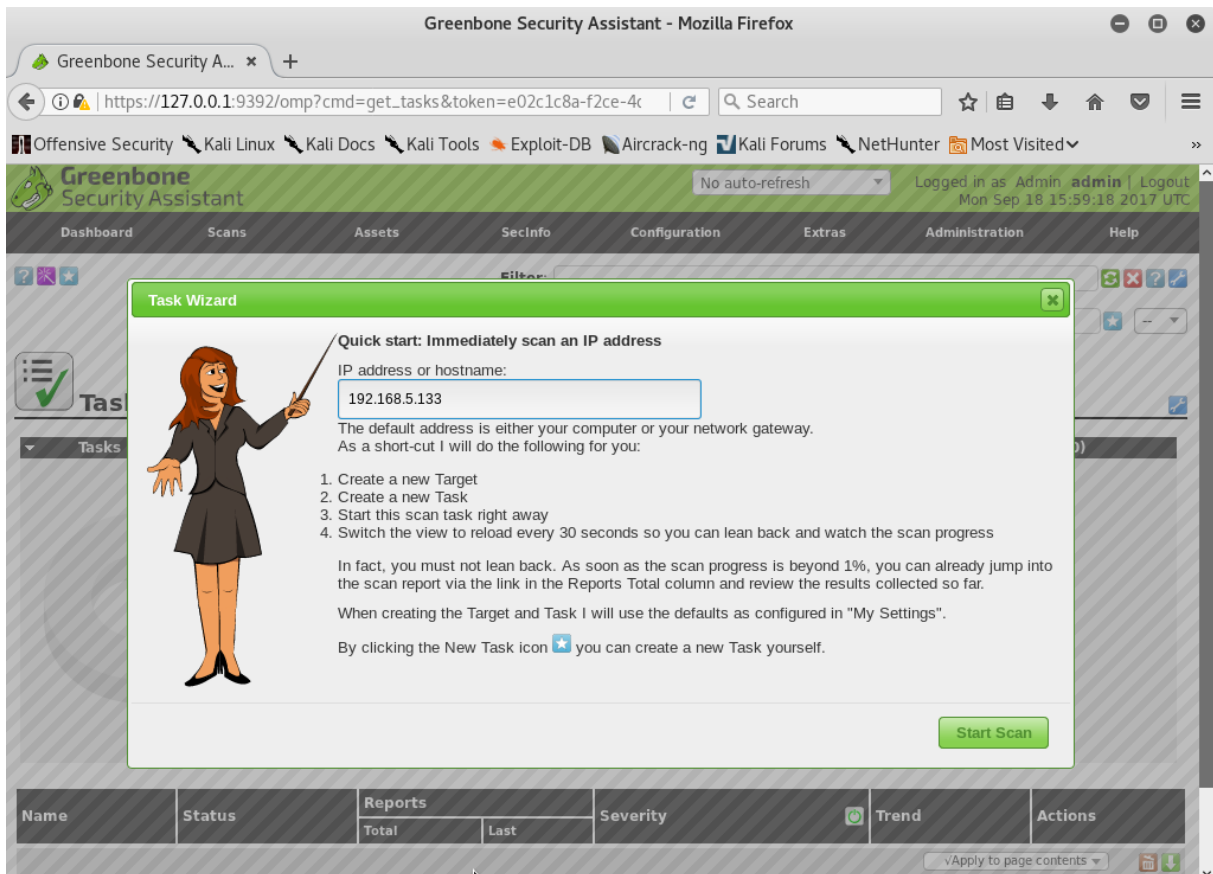 Greenbone Security Assistant - Mozilla Firefox
Greenbone Security A...
https://127.0.0.1:9392/omp?cmd=get_tasks&token=e02c1c8a-f2ce-4c
Search
Offensive Security Kali Linux Kali Docs Kali Tools Exploit-DB Aircrack-ng Kali Forums NetHunter Most Visited »
Greenbone
Security Assistant
No auto-refresh
Logged in as Admin admin | Logout
Mon Sep 18 15:59:18 2017 UTC
Dashboard Scans Assets SecInfo Configuration Extras Administration Help
Filter:
--
Task Wizard
Quick start: Immediately scan an IP address
IP address or hostname:
192.168.5.133
The default address is either your computer or your network gateway.
As a short-cut I will do the following for you:
1. Create a new Target
2. Create a new Task
3. Start this scan task right away
4. Switch the view to reload every 30 seconds so you can lean back and watch the scan progress
In fact, you must not lean back. As soon as the scan progress is beyond 1%, you can already jump into
the scan report via the link in the Reports Total column and review the results collected so far.
When creating the Target and Task I will use the defaults as configured in "My Settings".
By clicking the New Task icon you can create a new Task yourself.
Start Scan
Tas
Tasks
Name Status Reports Severity Trend Actions
Total Last
√Apply to page contents